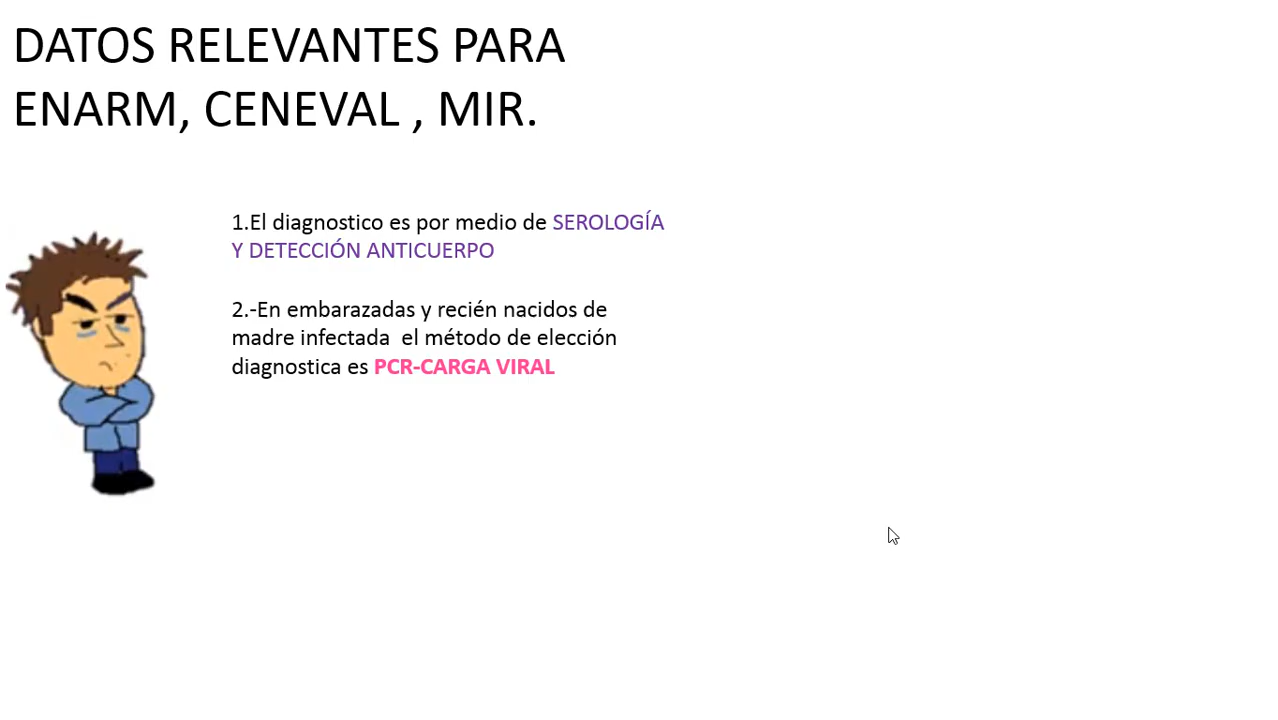 DATOS RELEVANTES PARA
ENARM, CENEVAL , MIR.
1.El diagnostico es por medio de SEROLOGÍA
Y DETECCIÓN ANTICUERPO
2.-En embarazadas y recién nacidos de
madre infectada  el método de elección
diagnostica es PCR-CARGA VIRAL